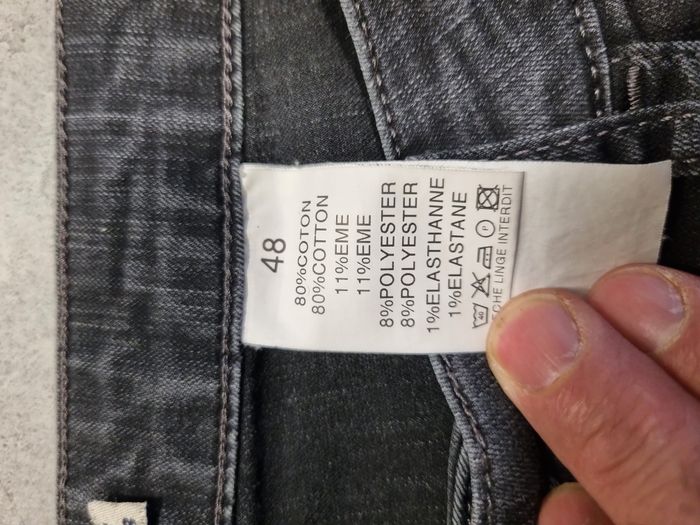 48
80%COTON
80%COTTON
11%EME
11%EME
8%POLYESTER
8%POLYESTER
1%ELASTHANNE
1%ELASTANE
40 P
LINGE INTERDIT